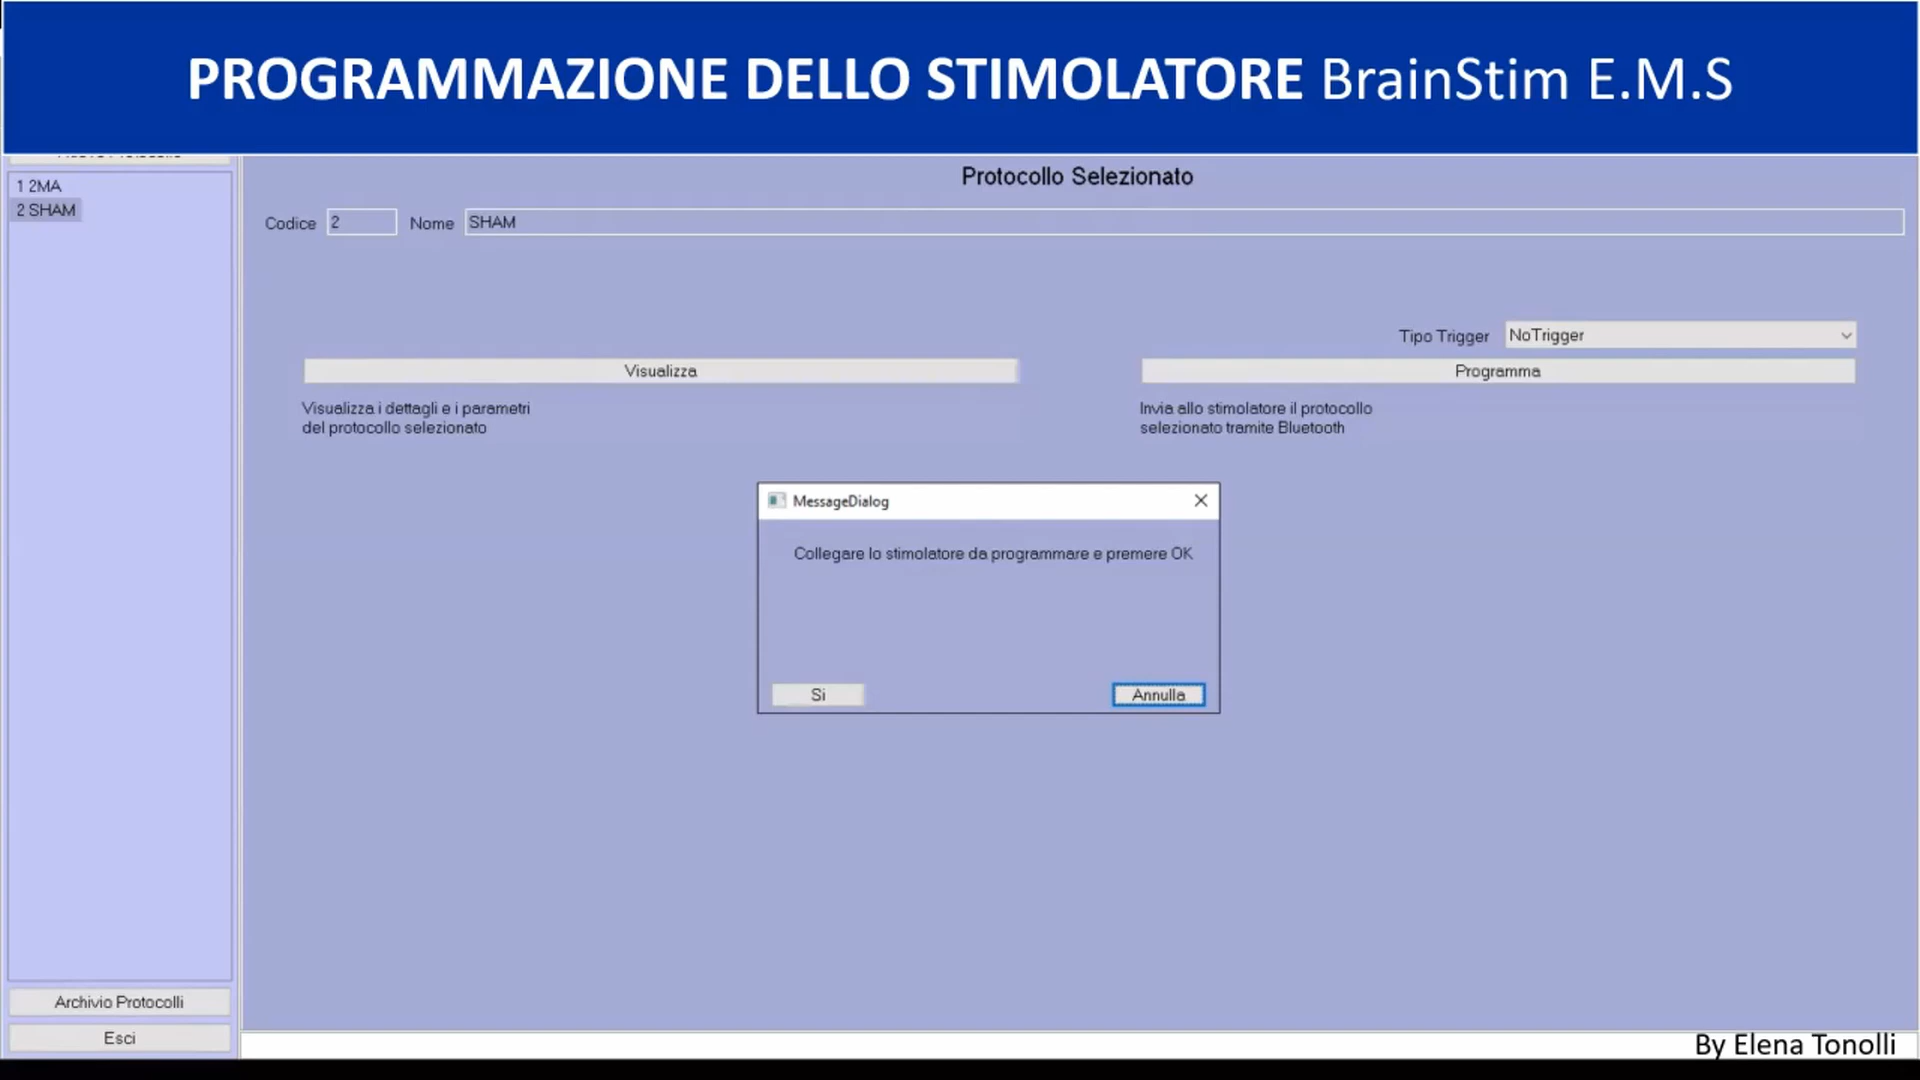 PROGRAMMAZIONE DELLO STIMOLATORE BrainStim E.M.S
Protocollo Selezionato
1 2MA
2 SHAM
Codice 2 Nome SHAM
Tipo Trigger NoTrigger
Visualizza
Programma
Visualizza i dettagli e i parametri
del protocollo selezionato
Invia allo stimolatore il protocollo
selezionato tramite Bluetooth
MessageDialog
Collegare lo stimolatore da programmare e premere OK
Si
Annulla
Archivio Protocolli
Esci
By Elena Tonolli